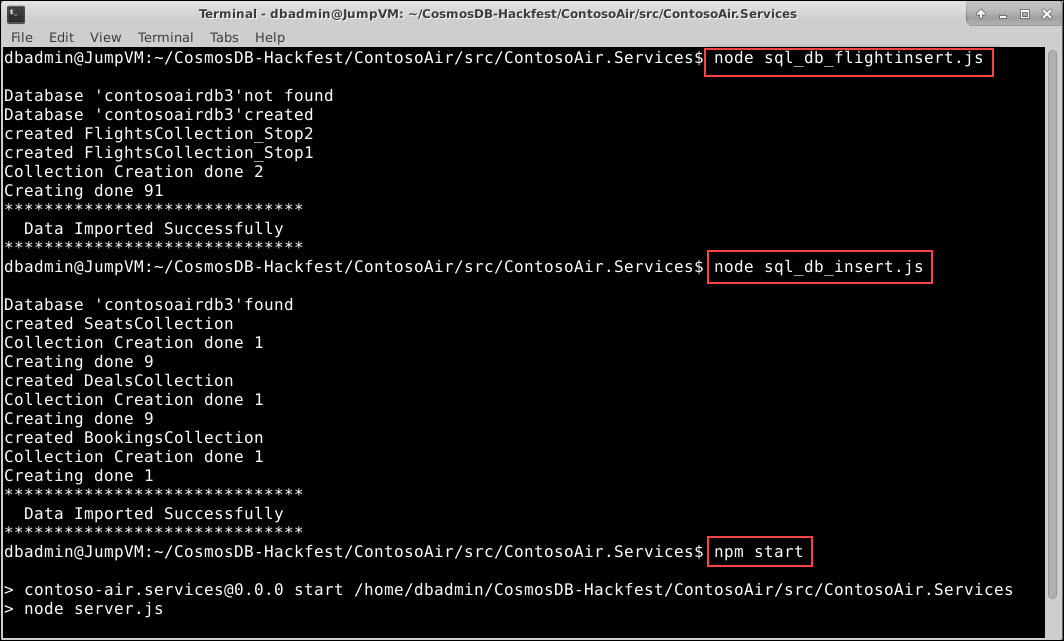 Terminal - dbadmin@JumpVM: ~/CosmosDB-Hackfest/ContosoAir/src/ContosoAir.Services
File Edit View Terminal Tabs Help
dbadmin@JumpVM:~/CosmosDB-Hackfest/ContosoAir/src/ContosoAir.Services$ node sql_db_flightinsert.js
Database 'contosoairdb3'not found
Database 'contosoairdb3'created
created FlightsCollection_Stop2
created FlightsCollection_Stop1
Collection Creation done 2
Creating done 91
******************************
Data Imported Successfully
******************************
dbadmin@JumpVM:~/CosmosDB-Hackfest/ContosoAir/src/ContosoAir.Services$ node sql_db_insert.js
Database 'contosoairdb3'found
created SeatsCollection
Collection Creation done 1
Creating done 9
created DealsCollection
Collection Creation done 1
Creating done 9
created BookingsCollection
Collection Creation done 1
Creating done 1
******************************
Data Imported Successfully
******************************
dbadmin@JumpVM:~/CosmosDB-Hackfest/ContosoAir/src/ContosoAir.Services$ npm start
> contoso-air.services@0.0.0 start /home/dbadmin/CosmosDB-Hackfest/ContosoAir/src/ContosoAir.Services
> node server.js